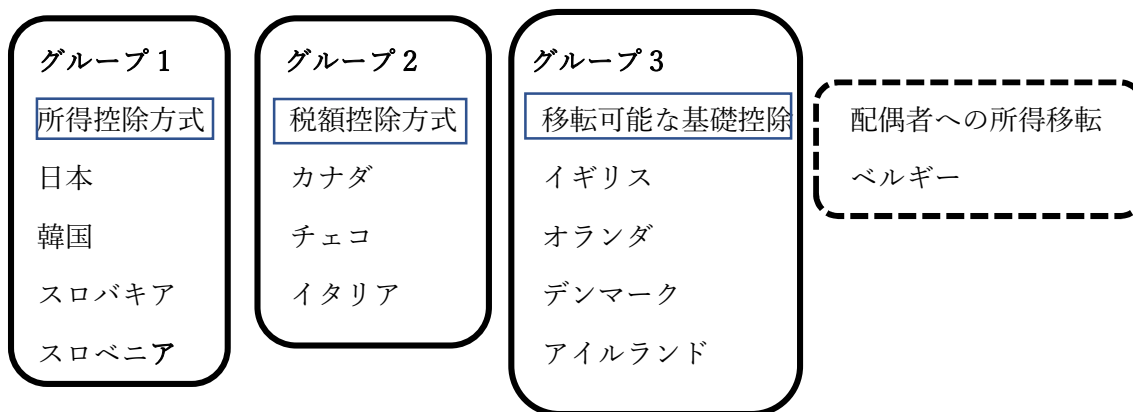 グループ1
所得控除方式
日本
韓国
スロバキア
スロベニア
グループ2
税額控除方式
カナダ
チェコ
イタリア
グループ3
移転可能な基礎控除
イギリス
オランダ
デンマーク
アイルランド
配偶者への所得移転
ベルギー